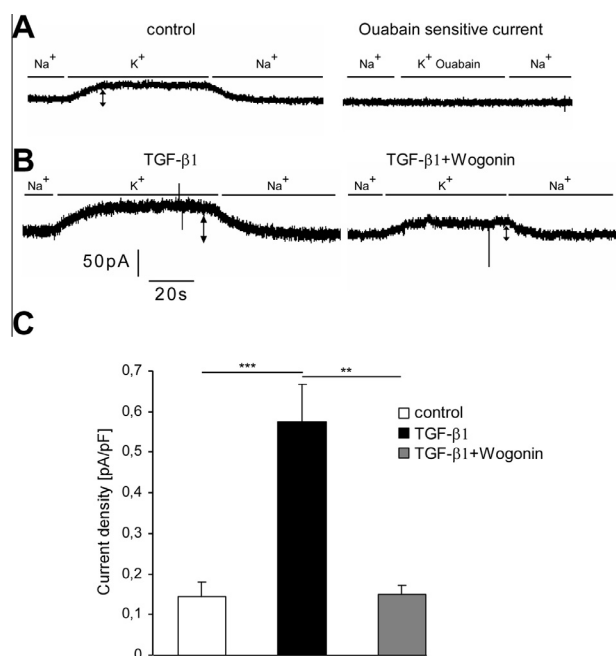 A
control
Ouabain sensitive current
Na+ K+ Na+
Na+ K+ Ouabain Na+
B
TGF-β1
TGF-β1+Wogonin
Na+ K+ Na+
Na+ K+ Na+
50pA
20s
C
***
**
0,7
0,6
0,5
0,4
0,3
0,2
0,1
0
Current density [pA/pF]
control
TGF-β1
TGF-β1+Wogonin